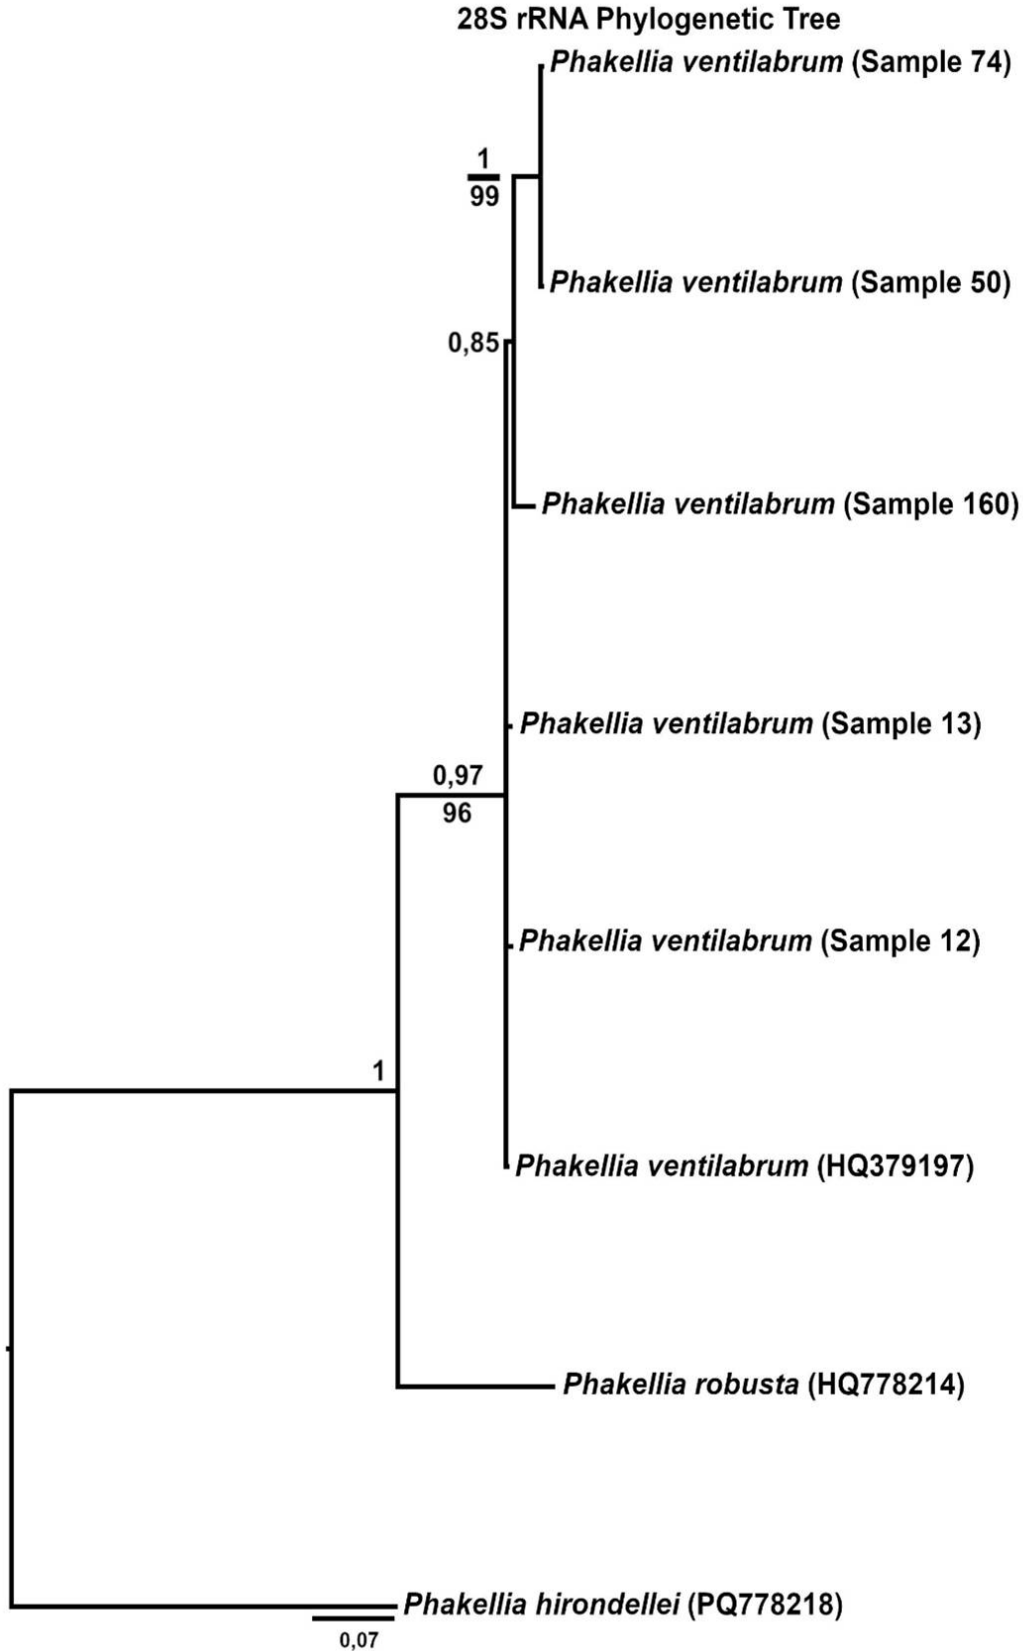 28S rRNA Phylogenetic Tree
Phakellia ventilabrum (Sample 74)
1
99
Phakellia ventilabrum (Sample 50)
0,85
Phakellia ventilabrum (Sample 160)
Phakellia ventilabrum (Sample 13)
0,97
96
Phakellia ventilabrum (Sample 12)
1
Phakellia ventilabrum (HQ379197)
Phakellia robusta (HQ778214)
Phakellia hirondellei (PQ778218)
0,07